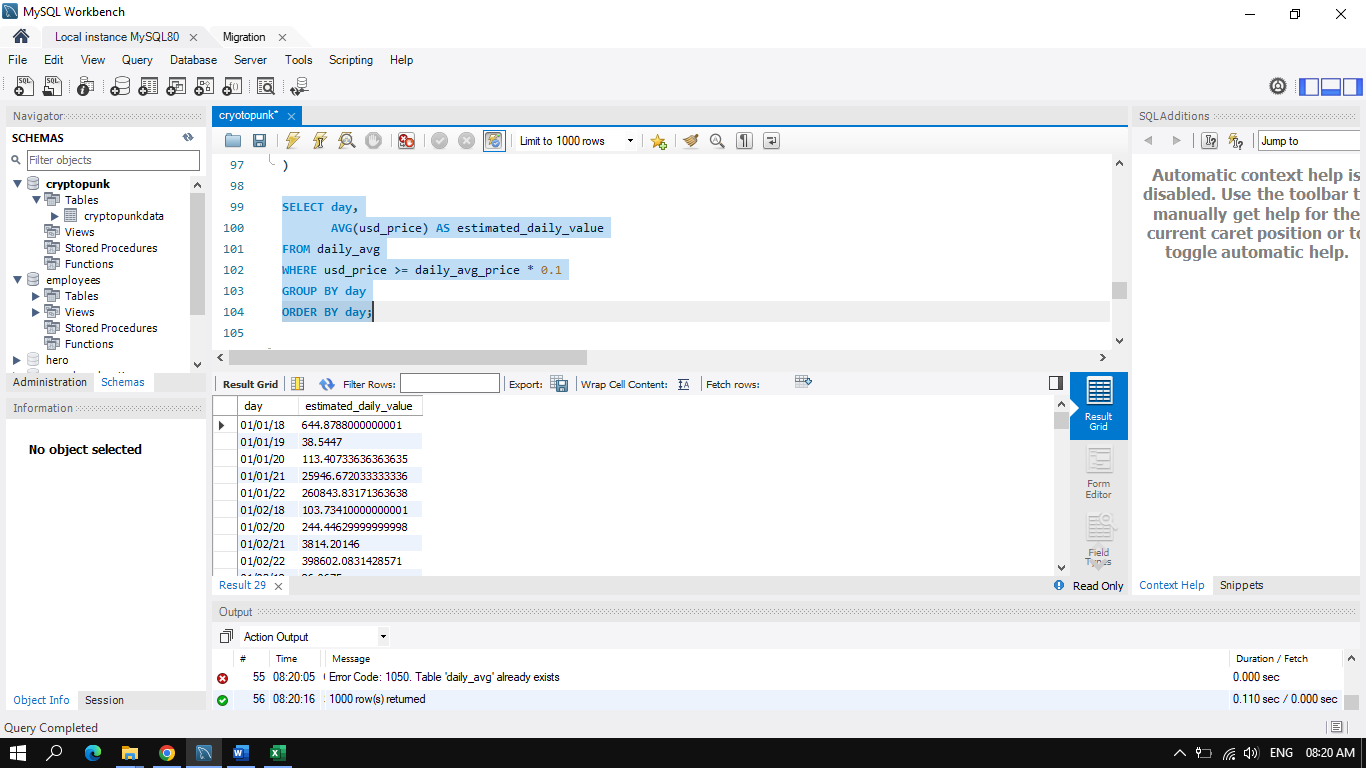 MySQL Workbench
Local instance MySQL80
Migration
File Edit View Query Database Server Tools Scripting Help
Navigator
SCHEMAS
Filter objects
cryptopunk
Tables
cryptopunkdata
Views
Stored Procedures
Functions
employees
Tables
Views
Stored Procedures
Functions
hero
Administration Schemas
Information
No object selected
Object Info Session
Query Completed
cryotopunk*
Limit to 1000 rows
97 )
98
99 SELECT day,
100 AVG(usd_price) AS estimated_daily_value
101 FROM daily_avg
102 WHERE usd_price >= daily_avg_price * 0.1
103 GROUP BY day
104 ORDER BY day;
105
Result Grid Filter Rows: Export: Wrap Cell Content: IA Fetch rows:
day estimated_daily_value
01/01/18 644.8788000000001
01/01/19 38.5447
01/01/20 113.40733636363635
01/01/21 25946.672033333336
01/01/22 260843.83171363638
01/02/18 103.73410000000001
01/02/20 244.44629999999998
01/02/21 3814.20146
01/02/22 398602.0831428571
Result Grid
Form Editor
Field Types
Result 29
Read Only
Output
Action Output
# Time Message Duration / Fetch
55 08:20:05 Error Code: 1050. Table 'daily_avg' already exists 0.000 sec
56 08:20:16 1000 row(s) returned 0.110 sec / 0.000 sec
SQLAdditions
Jump to
Automatic context help is
disabled. Use the toolbar t
manually get help for the
current caret position or to
toggle automatic help.
Context Help Snippets
ENG 08:20 AM